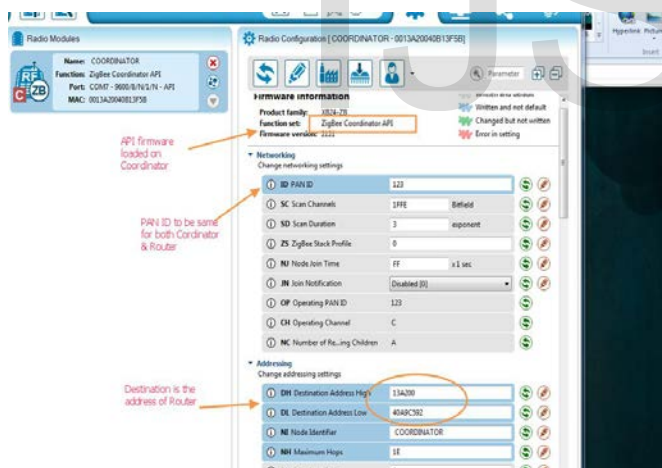 Radio Modules
Radio Configuration [ COORDINATOR - 0013A20040B13F5B]
Hyperlink
Insert
Name: COORDINATOR
Function: ZigBee Coordinator API
Port: COM7 - 9600/8/N/1/N - API
MAC: 0013A20040B13F5B
Parameter
Firmware information
Product family: XB24-ZB
Function set: ZigBee Coordinator API
Firmware version:
Written and not default
Changed but not written
Error in setting
API firmware
loaded on
Coordinator
Networking
Change networking settings
ID PAN ID 123
SC Scan Channels 1FFE Bitfield
SD Scan Duration 3 exponent
ZS ZigBee Stack Profile 0
NJ Node Join Time FF x 1 sec
JN Join Notification Disabled [0]
OP Operating PAN ID 123
CH Operating Channel C
NC Number of Re...ing Children A
PAN ID to be same
for both Cordinator
& Router
Addressing
Change addressing settings
DH Destination Address High 13A200
DL Destination Address Low
NI Node Identifier COORDINATOR
NH Maximum Hops 1E
Destination is the
address of Router